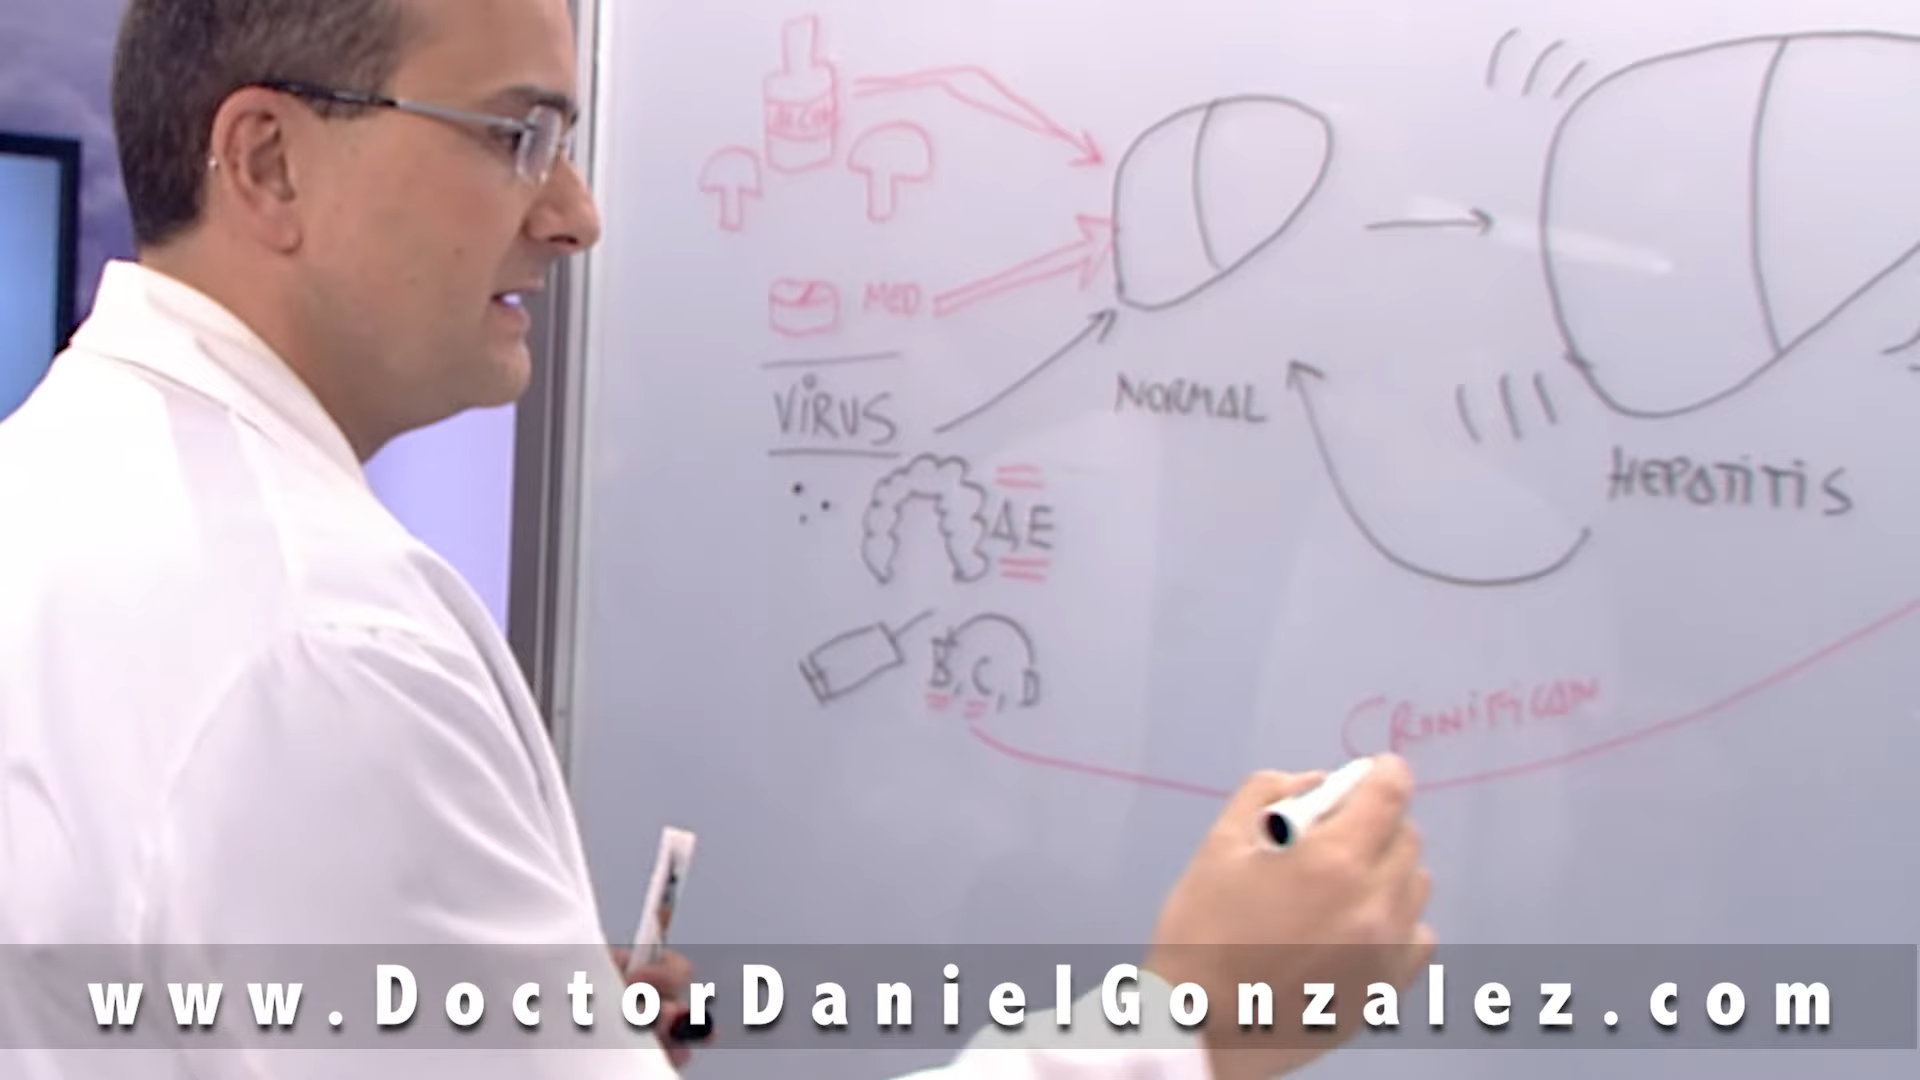 MED
VIRUS
NORMAL
HEPATITIS
A,E
B,C,D
CRONIFICAN
www.DoctorDanielGonzalez.com